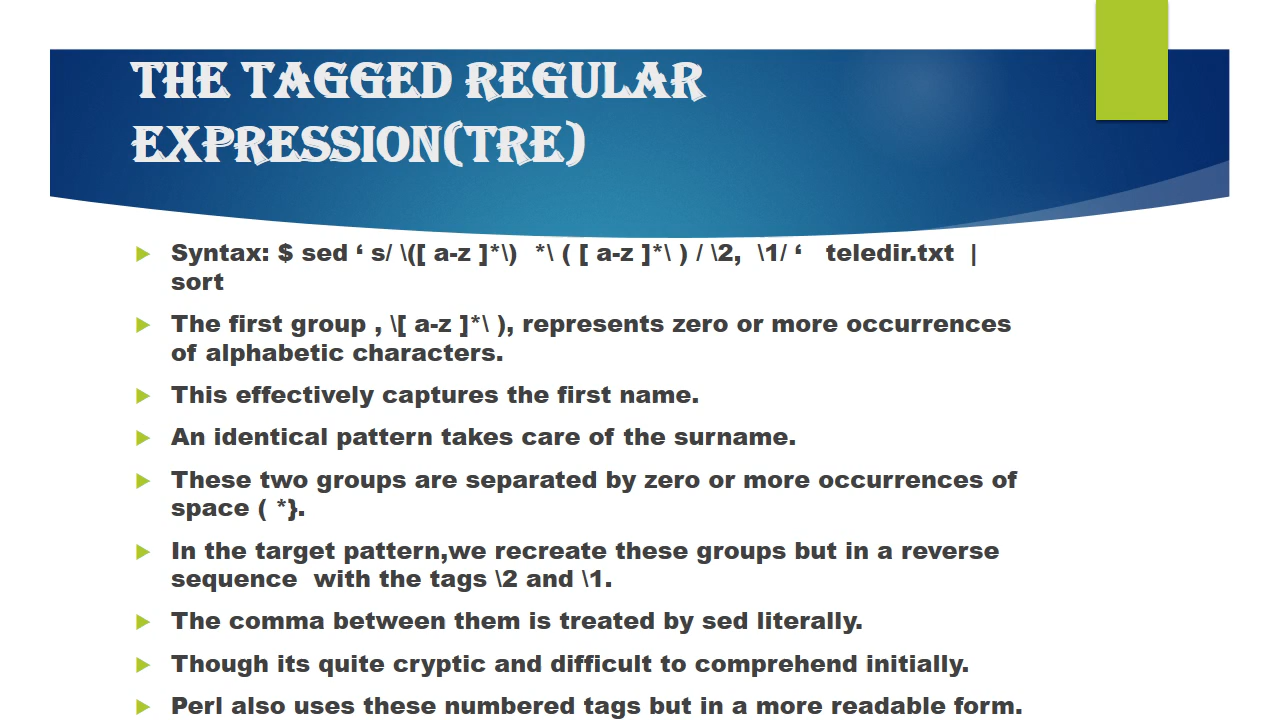 THE TAGGED REGULAR
EXPRESSION(TRE)
Syntax: $ sed ‘ s/ \([ a-z ]*\)  *\ ( [ a-z ]*\ ) / \2,  \1/ ‘   teledir.txt  |
sort
The first group , \[ a-z ]*\ ), represents zero or more occurrences
of alphabetic characters.
This effectively captures the first name.
An identical pattern takes care of the surname.
These two groups are separated by zero or more occurrences of
space ( *}.
In the target pattern,we recreate these groups but in a reverse
sequence  with the tags \2 and \1.
The comma between them is treated by sed literally.
Though its quite cryptic and difficult to comprehend initially.
Perl also uses these numbered tags but in a more readable form.